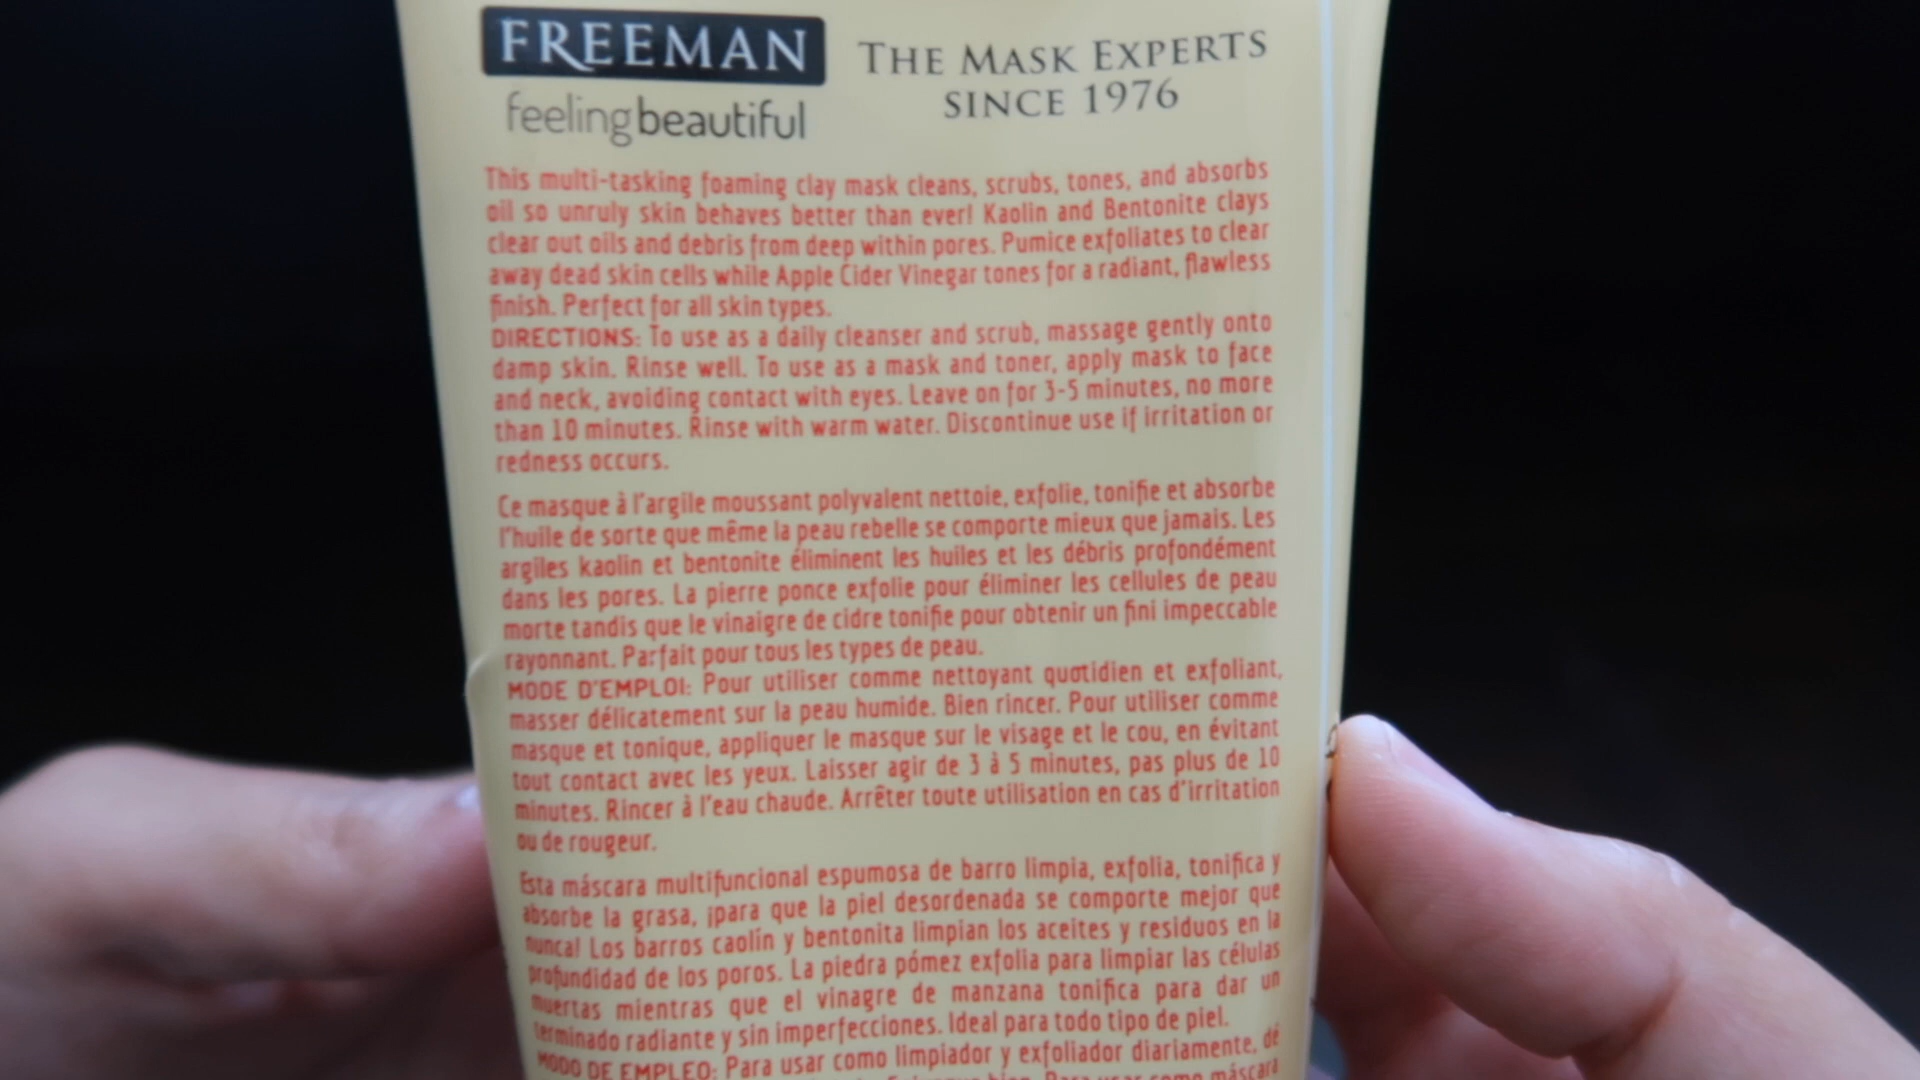 FREEMAN
feelingbeautiful
THE MASK EXPERTS
SINCE 1976
This multi-tasking foaming clay mask cleans, scrubs, tones, and absorbs
oil so unruly skin behaves better than ever! Kaolin and Bentonite clays
clear out oils and debris from deep within pores. Pumice exfoliates to clear
away dead skin cells while Apple Cider Vinegar tones for a radiant, flawless
finish. Perfect for all skin types.
DIRECTIONS: To use as a daily cleanser and scrub, massage gently onto
damp skin. Rinse well. To use as a mask and toner, apply mask to face
and neck, avoiding contact with eyes. Leave on for 3-5 minutes, no more
than 10 minutes. Rinse with warm water. Discontinue use if irritation or
redness occurs.
Ce masque à l'argile moussant polyvalent nettoie, exfolie, tonifie et absorbe
l'huile de sorte que même la peau rebelle se comporte mieux que jamais. Les
argiles kaolin et bentonite éliminent les huiles et les débris profondément
dans les pores. La pierre ponce exfolie pour éliminer les cellules de peau
morte tandis que le vinaigre de cidre tonifie pour obtenir un fini impeccable
rayonnant. Parfait pour tous les types de peau.
MODE D'EMPLOI: Pour utiliser comme nettoyant quotidien et exfoliant,
masser délicatement sur la peau humide. Bien rincer. Pour utiliser comme
masque et tonique, appliquer le masque sur le visage et le cou, en évitant
tout contact avec les yeux. Laisser agir de 3 à 5 minutes, pas plus de 10
minutes. Rincer à l'eau chaude. Arrêter toute utilisation en cas d'irritation
ou de rougeur.
Esta máscara multifuncional espumosa de barro limpia, exfolia, tonifica y
absorbe la grasa, ¡para que la piel desordenada se comporte mejor que
nunca! Los barros caolín y bentonita limpian los aceites y residuos en la
profundidad de los poros. La piedra pómez exfolia para limpiar las células
muertas mientras que el vinagre de manzana tonifica para dar un
terminado radiante y sin imperfecciones. Ideal para todo tipo de piel.
MODO DE EMPLEO: Para usar como limpiador y exfoliador diariamente, dé
bien. Para usar como máscara